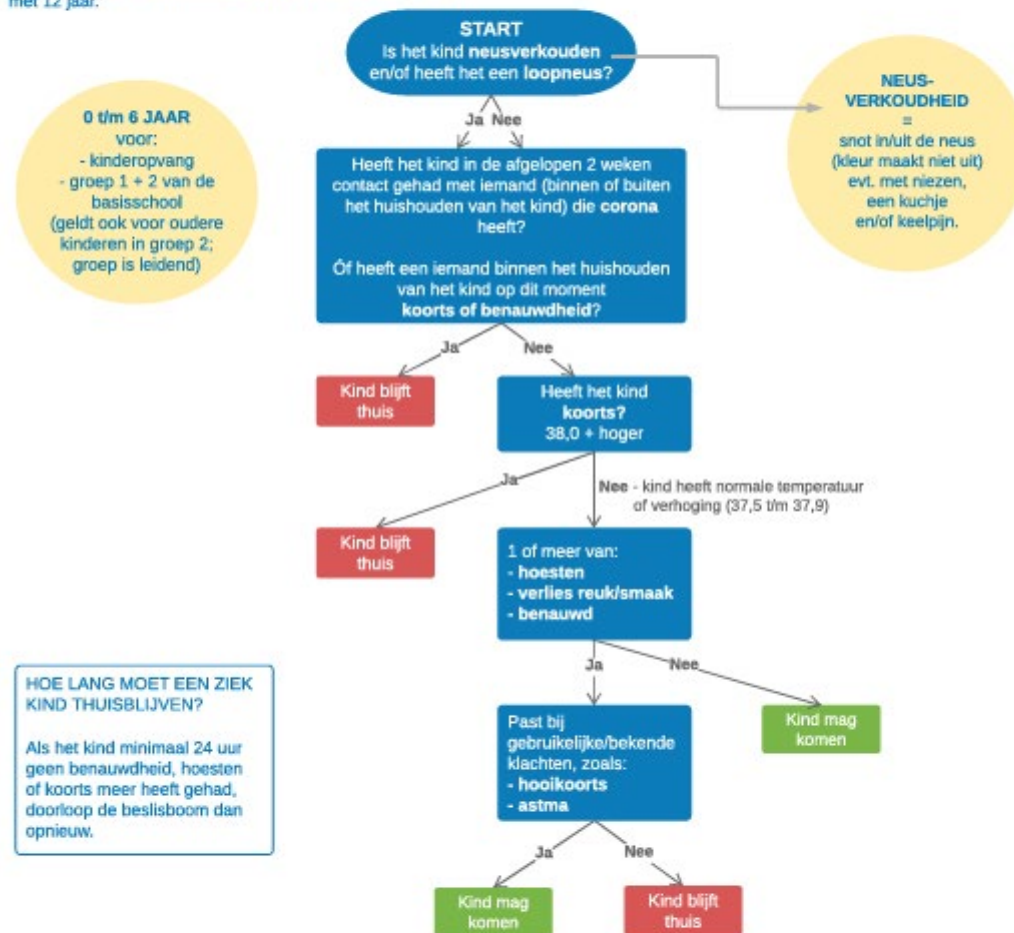 met 12 jaar.
START
Is het kind neusverkouden
en/of heeft het een loopneus?
NEUS-
VERKOUDHEID
=
snot in/uit de neus
(kleur maakt niet uit)
evt. met niezen,
een kuchje
en/of keelpijn.
0 t/m 6 JAAR
voor:
- kinderopvang
- groep 1 + 2 van de
basisschool
(geldt ook voor oudere
kinderen in groep 2;
groep is leidend)
Ja Nee
Heeft het kind in de afgelopen 2 weken
contact gehad met iemand (binnen of buiten
het huishouden van het kind) die corona
heeft?
Óf heeft een iemand binnen het huishouden
van het kind op dit moment
koorts of benauwdheid?
Ja
Nee
Kind blijft
thuis
Heeft het kind
koorts?
38,0 + hoger
Ja
Nee - kind heeft normale temperatuur
of verhoging (37,5 t/m 37,9)
Kind blijft
thuis
1 of meer van:
- hoesten
- verlies reuk/smaak
- benauwd
Ja
Nee
HOE LANG MOET EEN ZIEK
KIND THUISBLIJVEN?
Als het kind minimaal 24 uur
geen benauwdheid, hoesten
of koorts meer heeft gehad,
doorloop de beslisboom dan
opnieuw.
Past bij
gebruikelijke/bekende
klachten, zoals:
- hooikoorts
- astma
Kind mag
komen
Ja
Nee
Kind mag
komen
Kind blijft
thuis